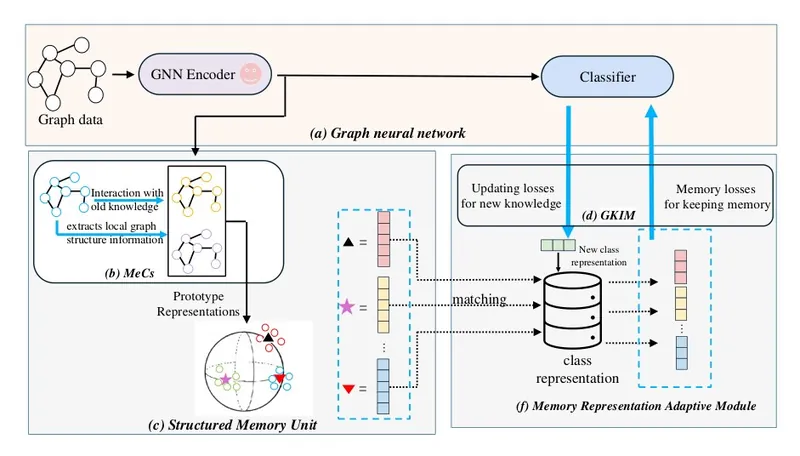 Graph data
GNN Encoder
Classifier
(a) Graph neural network
Interaction with
old knowledge
extracts local graph
structure information
(b) MeCs
Prototype
Representations
(c) Structured Memory Unit
=
=
...
=
matching
Updating losses
for new knowledge
(d) GKIM
Memory losses
for keeping memory
New class
representation
class
representation
...
(f) Memory Representation Adaptive Module